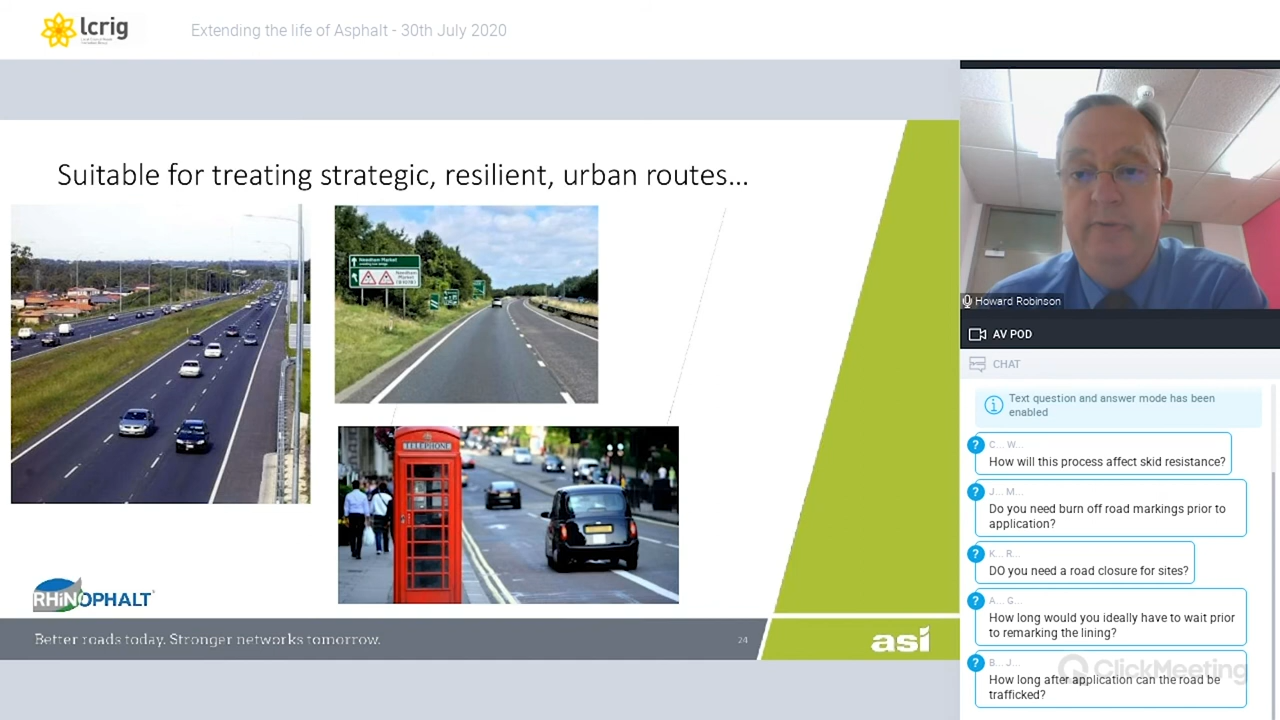 lcrig
Extending the life of Asphalt - 30th July 2020
Suitable for treating strategic, resilient, urban routes...
Needham Market
Needham
Market
TELEPHONE
RHiNOPHALT
Better roads today. Stronger networks tomorrow.
24
asi
Howard Robinson
AV POD
CHAT
Text question and answer mode has been
enabled
C... W...
How will this process affect skid resistance?
J... M...
Do you need burn off road markings prior to
application?
K... R...
DO you need a road closure for sites?
A... G...
How long would you ideally have to wait prior
to remarking the lining?
B... J...
How long after application can the road be
trafficked?
ClickMeeting